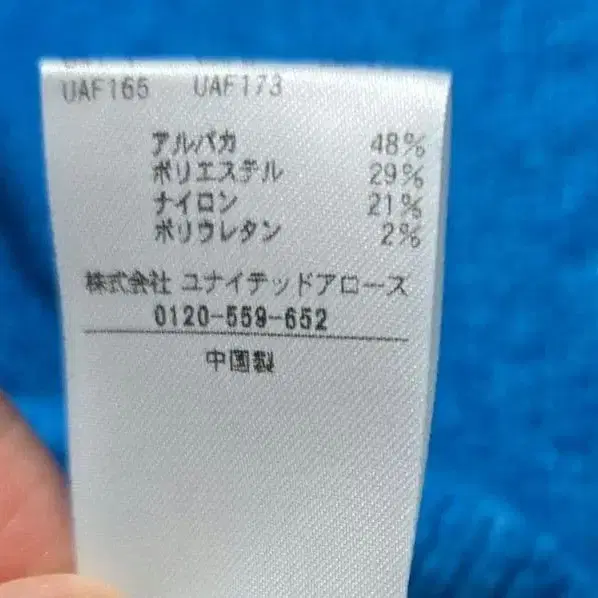 UAF165 UAF173
アルパカ 48%
ポリエステル 29%
ナイロン 21%
ポリウレタン 2%
株式会社 ユナイテッドアローズ
0120-559-652
中国製